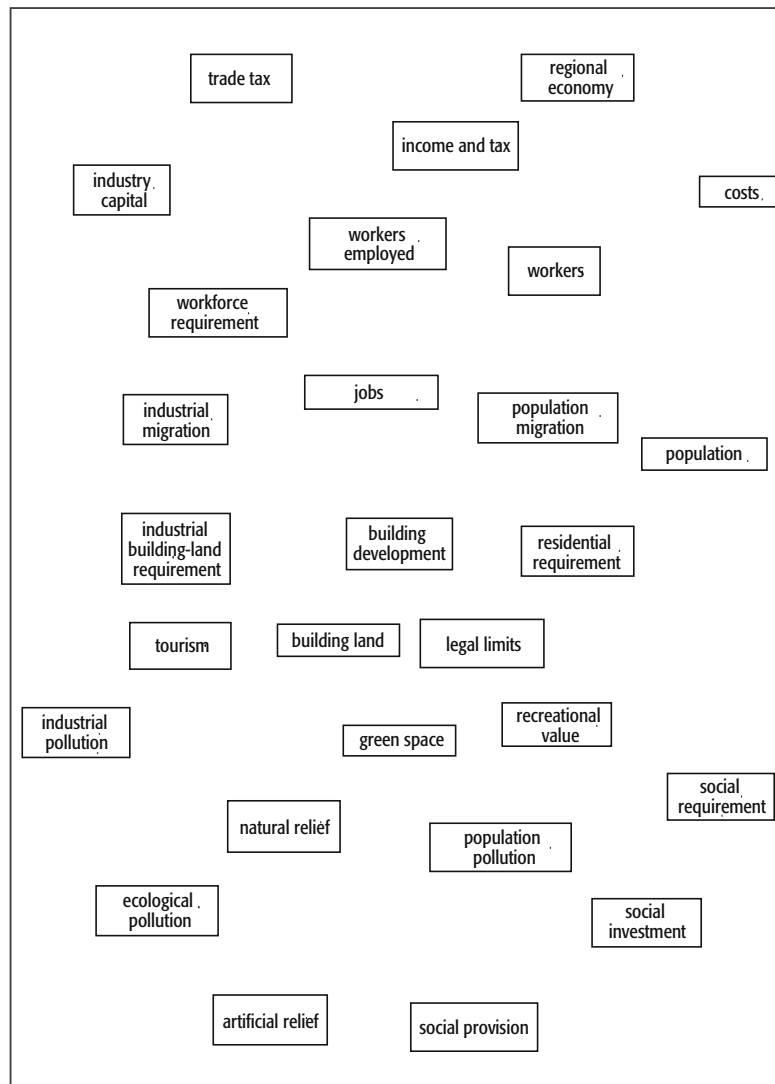 trade tax
regional
economy
income and tax
industry
capital
costs
workers
employed
workers
workforce
requirement
jobs
industrial
migration
population
migration
population
industrial
building-land
requirement
building
development
residential
requirement
tourism
building land
legal limits
industrial
pollution
green space
recreational
value
social
requirement
natural relief
population
pollution
ecological
pollution
social
investment
artificial relief
social provision